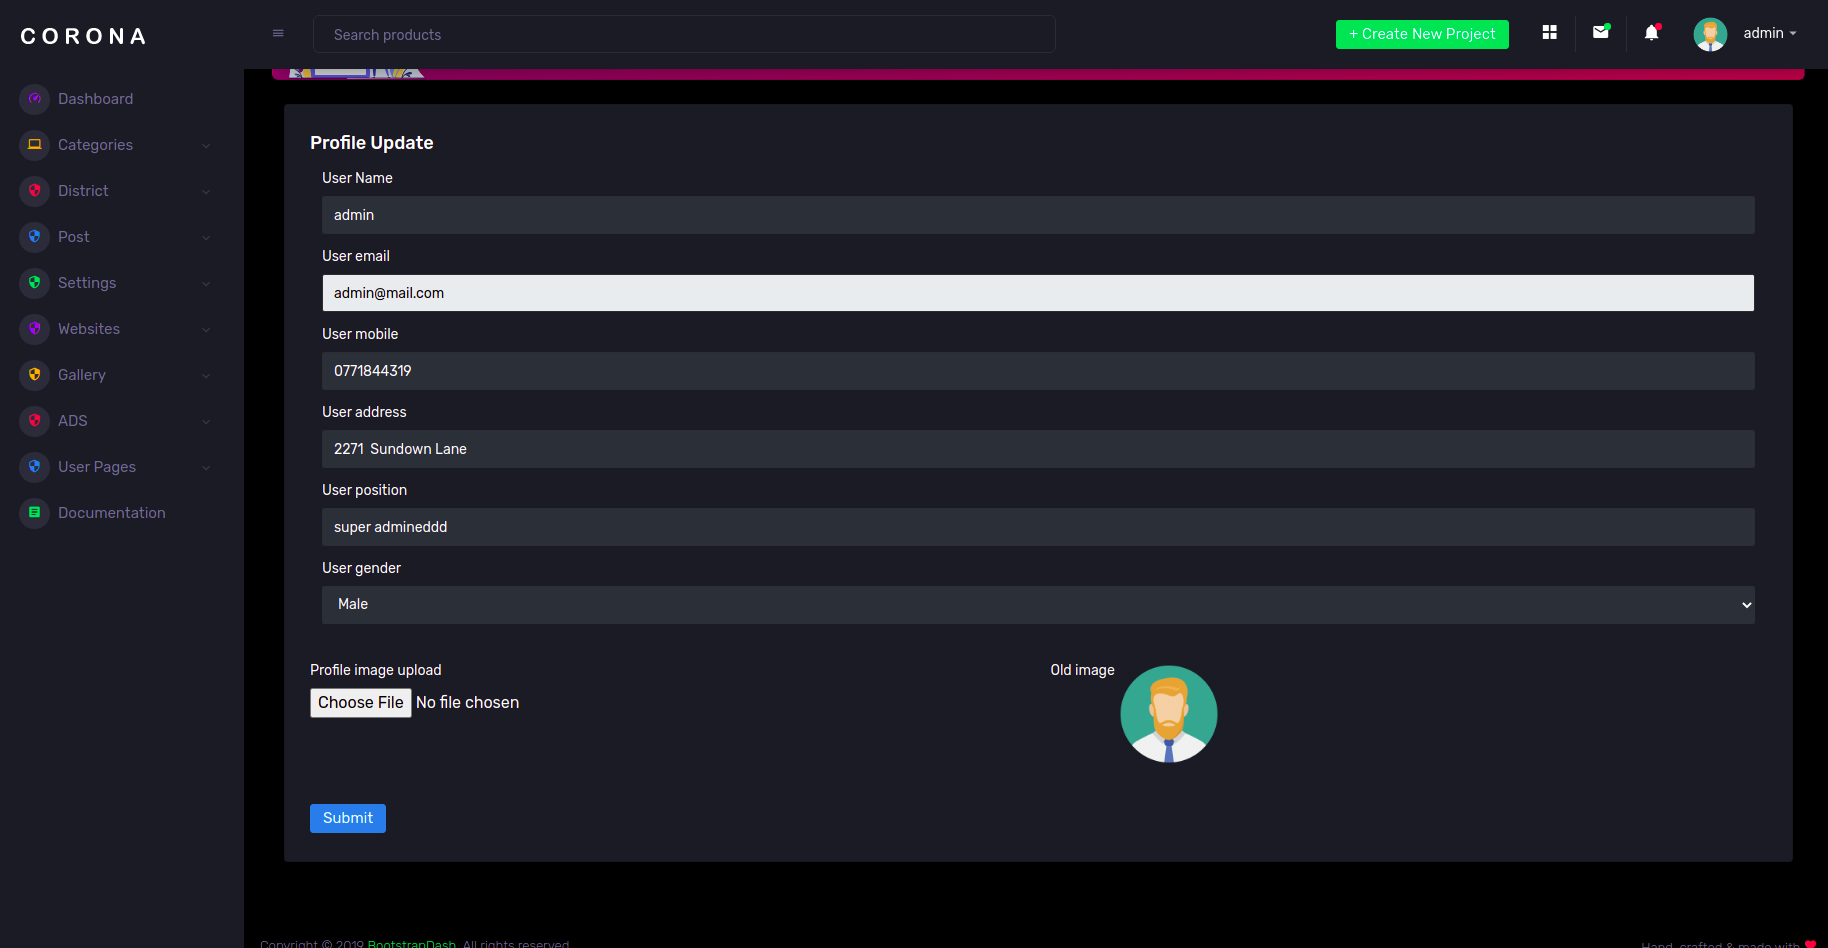 CORONA
Search products
+ Create New Project
admin
Dashboard
Categories
District
Post
Settings
Websites
Gallery
ADS
User Pages
Documentation
Profile Update
User Name
admin
User email
admin@mail.com
User mobile
0771844319
User address
2271  Sundown Lane
User position
super admineddd
User gender
Male
Profile image upload
Old image
Choose File No file chosen
Submit
Copyright © 2019 BootstrapDash. All rights reserved.
Hand-crafted & made with